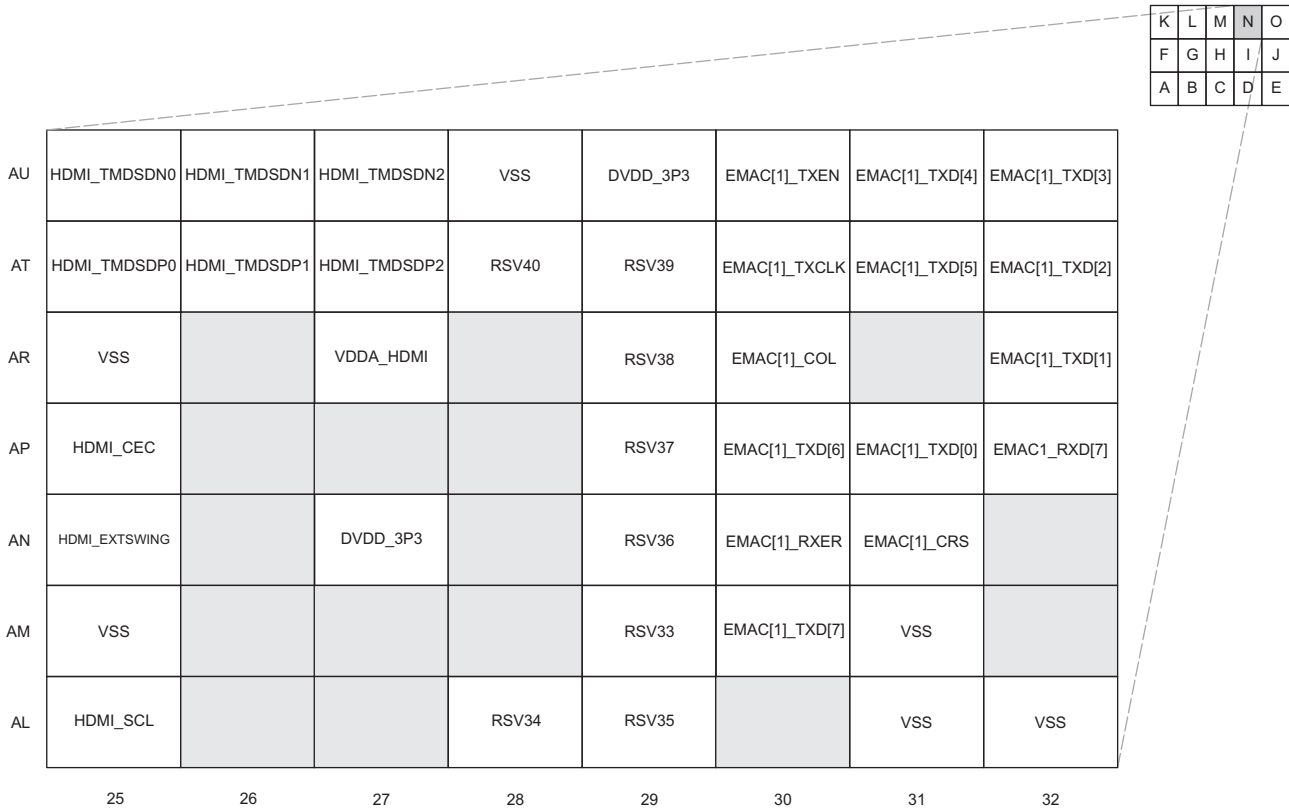 K L M N O
F G H I J
A B C D E
AU HDMI_TMDSDN0 HDMI_TMDSDN1 HDMI_TMDSDN2 VSS DVDD_3P3 EMAC[1]_TXEN EMAC[1]_TXD[4] EMAC[1]_TXD[3]
AT HDMI_TMDSDP0 HDMI_TMDSDP1 HDMI_TMDSDP2 RSV40 RSV39 EMAC[1]_TXCLK EMAC[1]_TXD[5] EMAC[1]_TXD[2]
AR VSS VDDA_HDMI RSV38 EMAC[1]_COL EMAC[1]_TXD[1]
AP HDMI_CEC RSV37 EMAC[1]_TXD[6] EMAC[1]_TXD[0] EMAC1_RXD[7]
AN HDMI_EXTSWING DVDD_3P3 RSV36 EMAC[1]_RXER EMAC[1]_CRS
AM VSS RSV33 EMAC[1]_TXD[7] VSS
AL HDMI_SCL RSV34 RSV35 VSS VSS
25 26 27 28 29 30 31 32